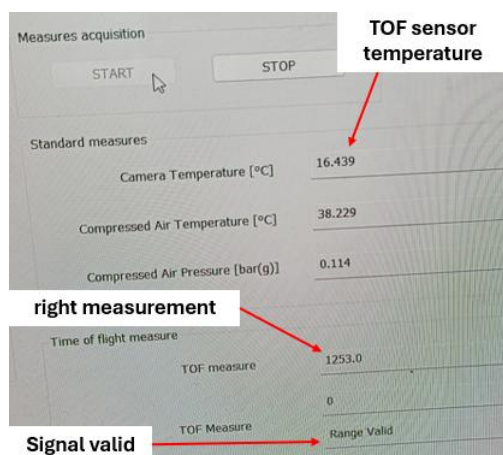 Measures acquisition
TOF sensor
temperature
START
STOP
Standard measures
Camera Temperature [°C]
16.439
Compressed Air Temperature [°C]
38.229
Compressed Air Pressure [bar(g)]
0.114
right measurement
Time of flight measure
TOF measure
1253.0
0
TOF Measure
Range Valid
Signal valid